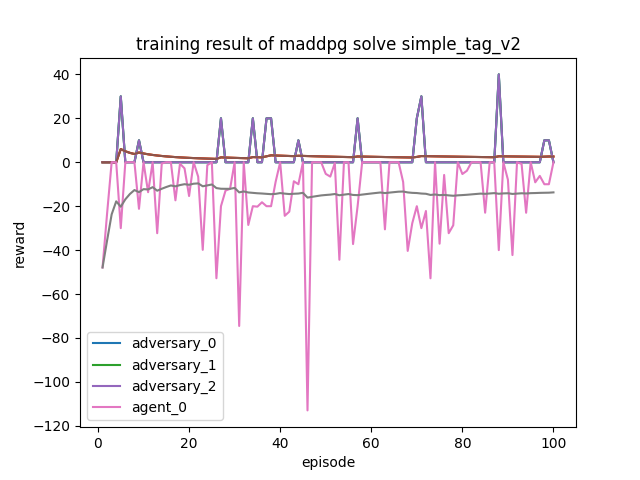 training result of maddpg solve simple_tag_v2
40
20
0
−20
−40
−60
−80
−100
−120
reward
adversary_0
adversary_1
adversary_2
agent_0
0 20 40 60 80 100
episode